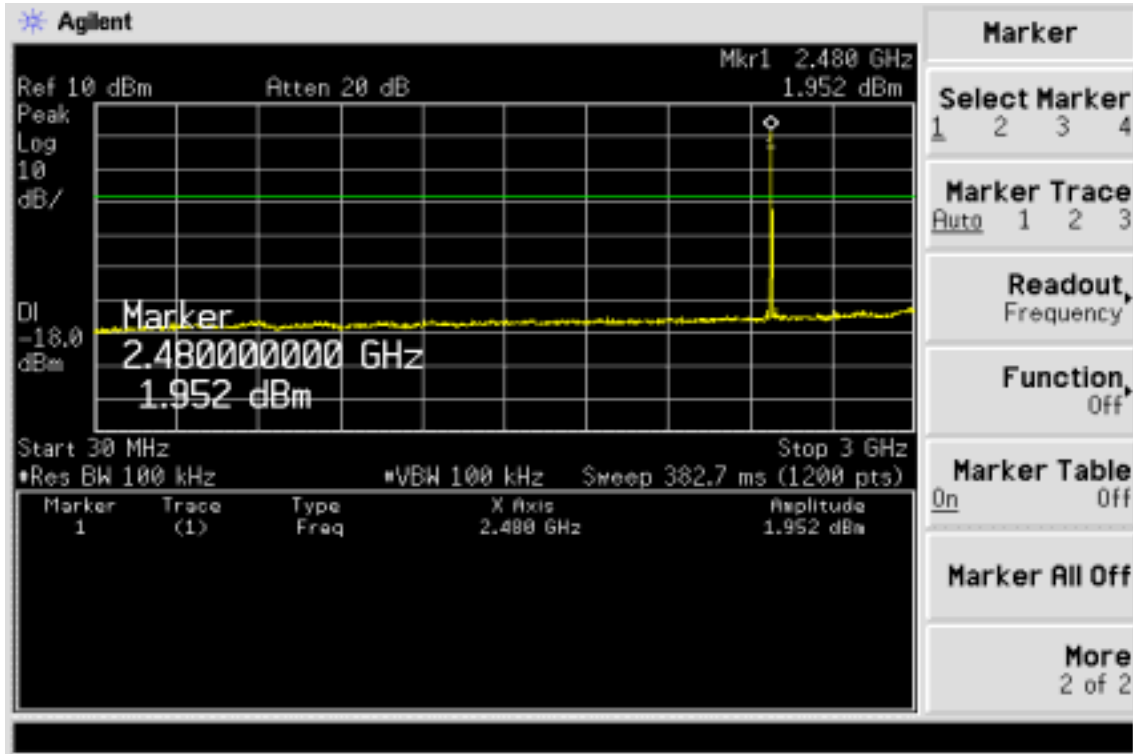 Agilent
Mkr1 2.480 GHz
Ref 10 dBm Atten 20 dB 1.952 dBm
Peak
Log
10
dB/
DI
-18.0
dBm
Marker
2.480000000 GHz
1.952 dBm
1
Start 30 MHz Stop 3 GHz
#Res BW 100 kHz #VBW 100 kHz Sweep 382.7 ms (1200 pts)
Marker Trace Type X Axis Amplitude
1 (1) Freq 2.480 GHz 1.952 dBm
Marker
Select Marker
1 2 3 4
Marker Trace
Auto 1 2 3
Readout
Frequency
Function
Off
Marker Table
On Off
Marker All Off
More
2 of 2